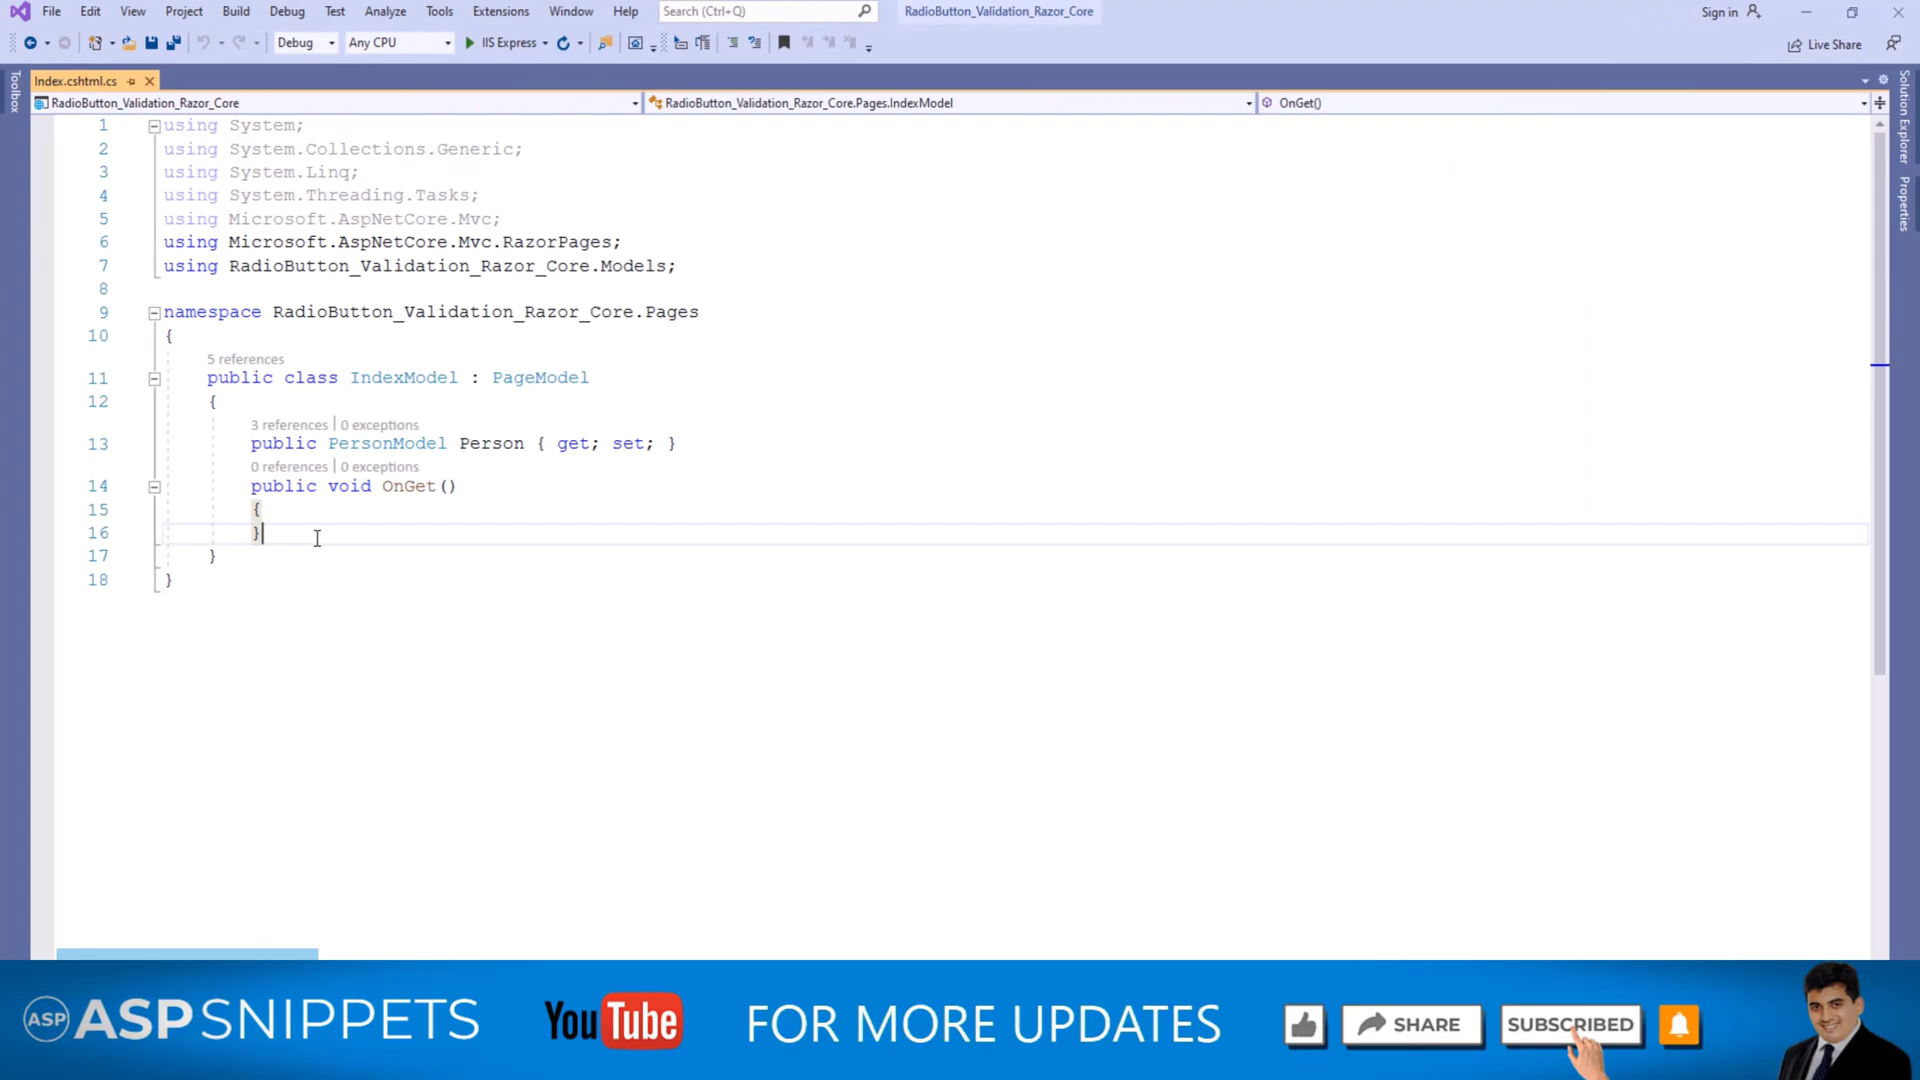 File Edit View Project Build Debug Test Analyze Tools Extensions Window Help Search (Ctrl+Q) RadioButton_Validation_Razor_Core Sign in
Debug Any CPU IIS Express Live Share
Toolbox
Index.cshtml.cs
RadioButton_Validation_Razor_Core RadioButton_Validation_Razor_Core.Pages.IndexModel OnGet()
1 using System;
2 using System.Collections.Generic;
3 using System.Linq;
4 using System.Threading.Tasks;
5 using Microsoft.AspNetCore.Mvc;
6 using Microsoft.AspNetCore.Mvc.RazorPages;
7 using RadioButton_Validation_Razor_Core.Models;
8
9 namespace RadioButton_Validation_Razor_Core.Pages
10 {
5 references
11 public class IndexModel : PageModel
12 {
3 references | 0 exceptions
13 public PersonModel Person { get; set; }
0 references | 0 exceptions
14 public void OnGet()
15 {
16 }
17 }
18 }
Solution Explorer
Properties
ASP ASPSNIPPETS YouTube FOR MORE UPDATES SHARE SUBSCRIBED